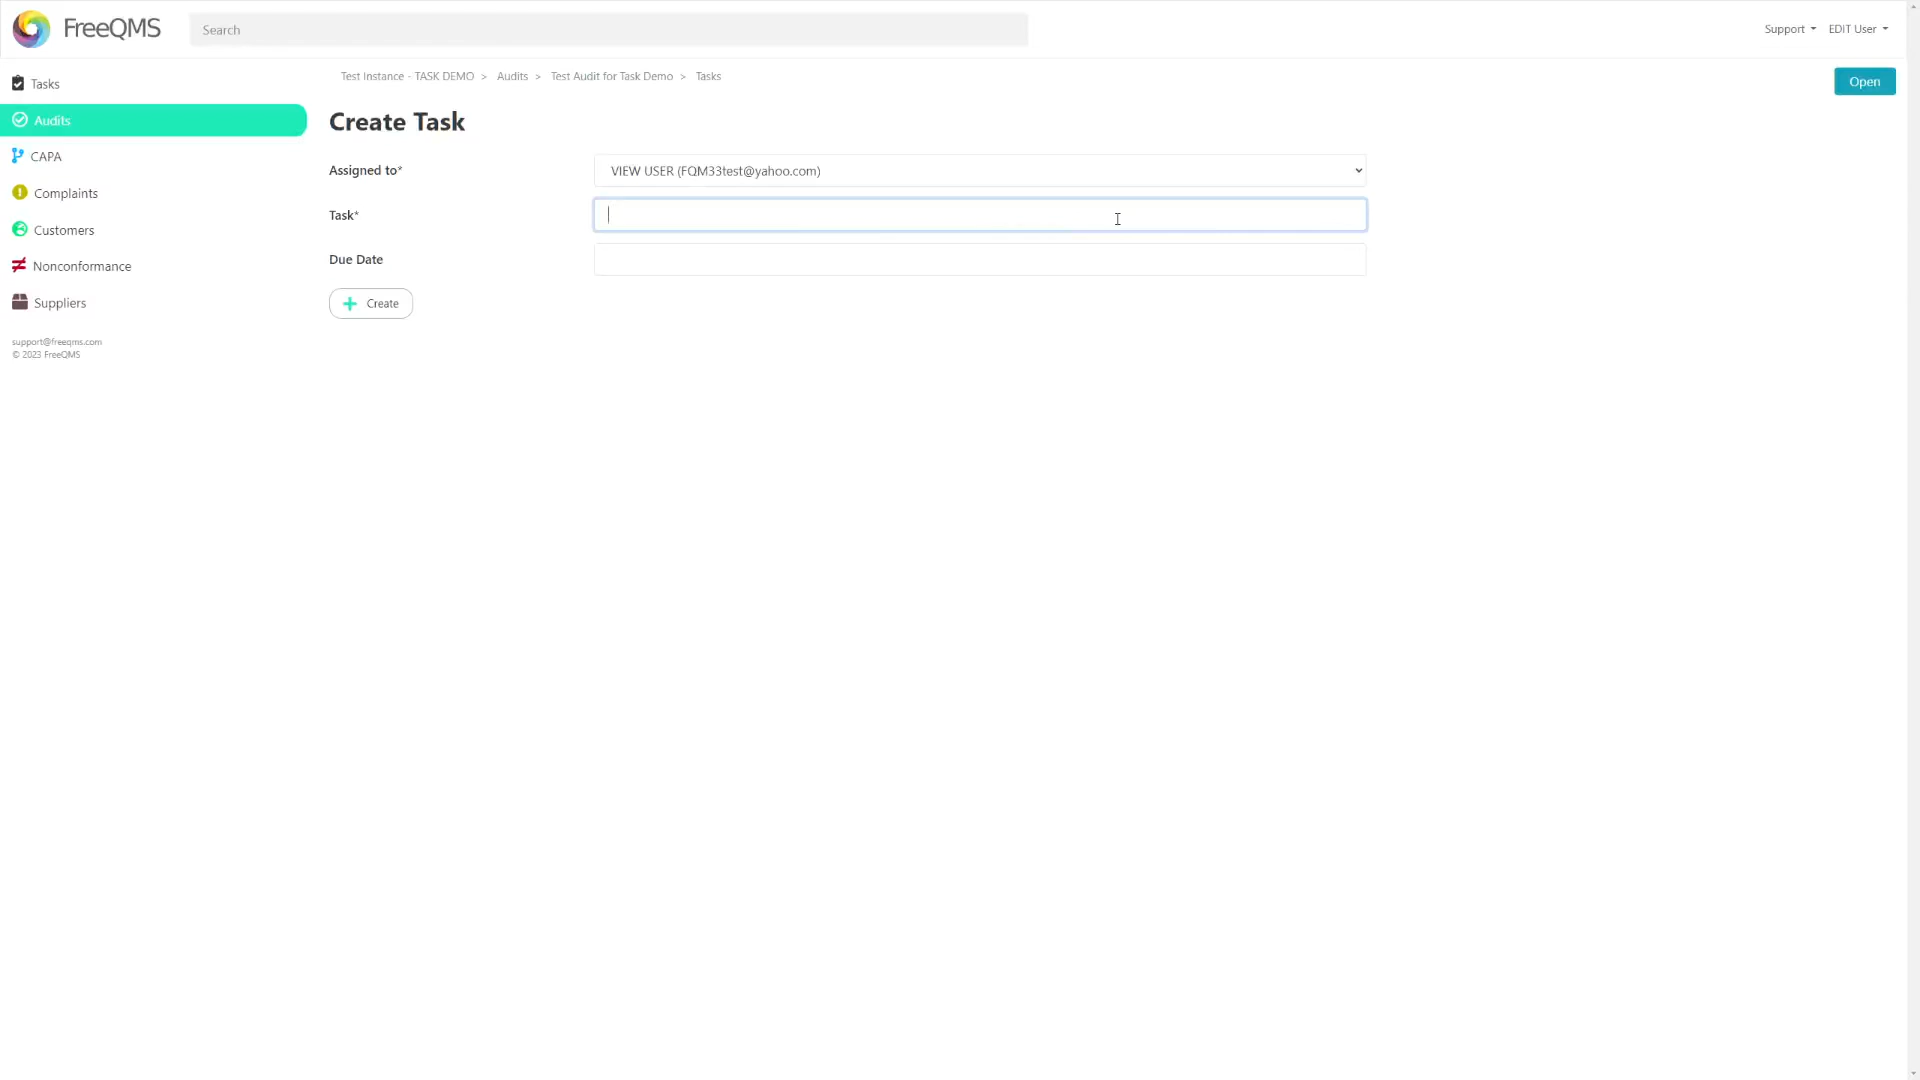 FreeQMS
Search
Support
EDIT User
Tasks
Audits
CAPA
Complaints
Customers
Nonconformance
Suppliers
support@freeqms.com
© 2023 FreeQMS
Test Instance - TASK DEMO > Audits > Test Audit for Task Demo > Tasks
Open
Create Task
Assigned to*
VIEW USER (FQM33test@yahoo.com)
Task*
Due Date
Create